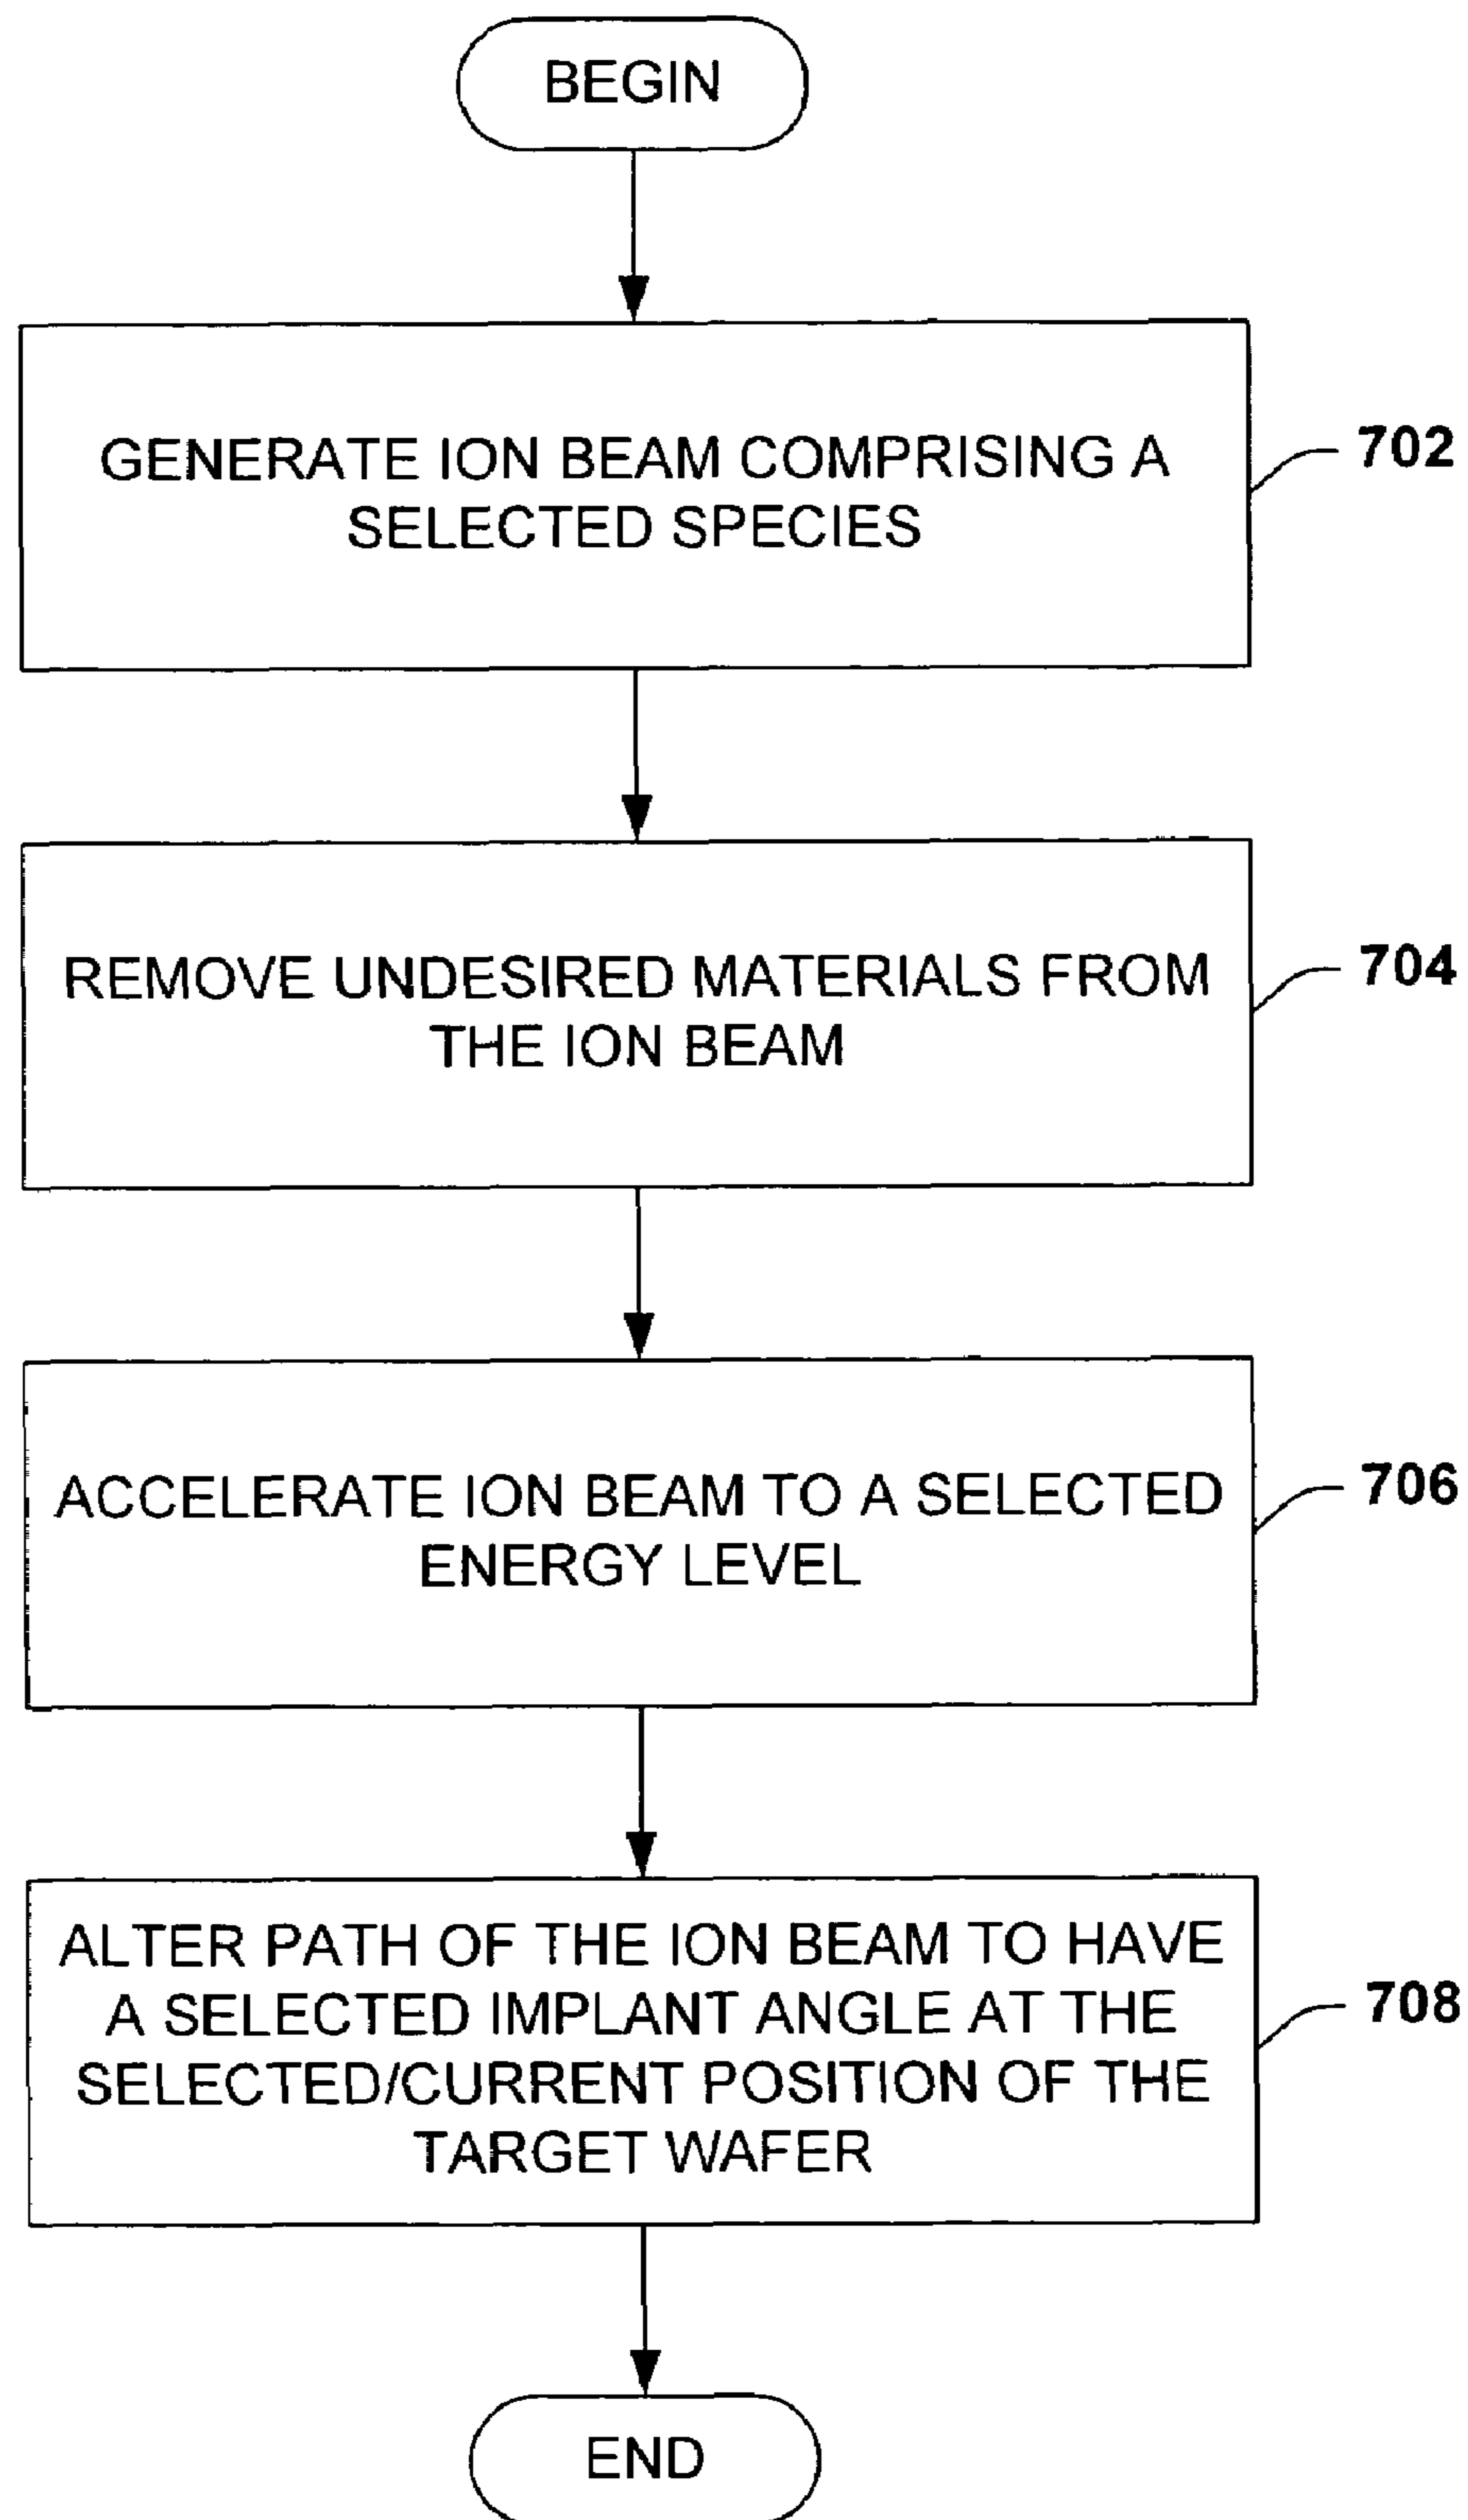 BEGIN
GENERATE ION BEAM COMPRISING A
SELECTED SPECIES
702
REMOVE UNDESIRED MATERIALS FROM
THE ION BEAM
704
ACCELERATE ION BEAM TO A SELECTED
ENERGY LEVEL
706
ALTER PATH OF THE ION BEAM TO HAVE
A SELECTED IMPLANT ANGLE AT THE
SELECTED/CURRENT POSITION OF THE
TARGET WAFER
708
END